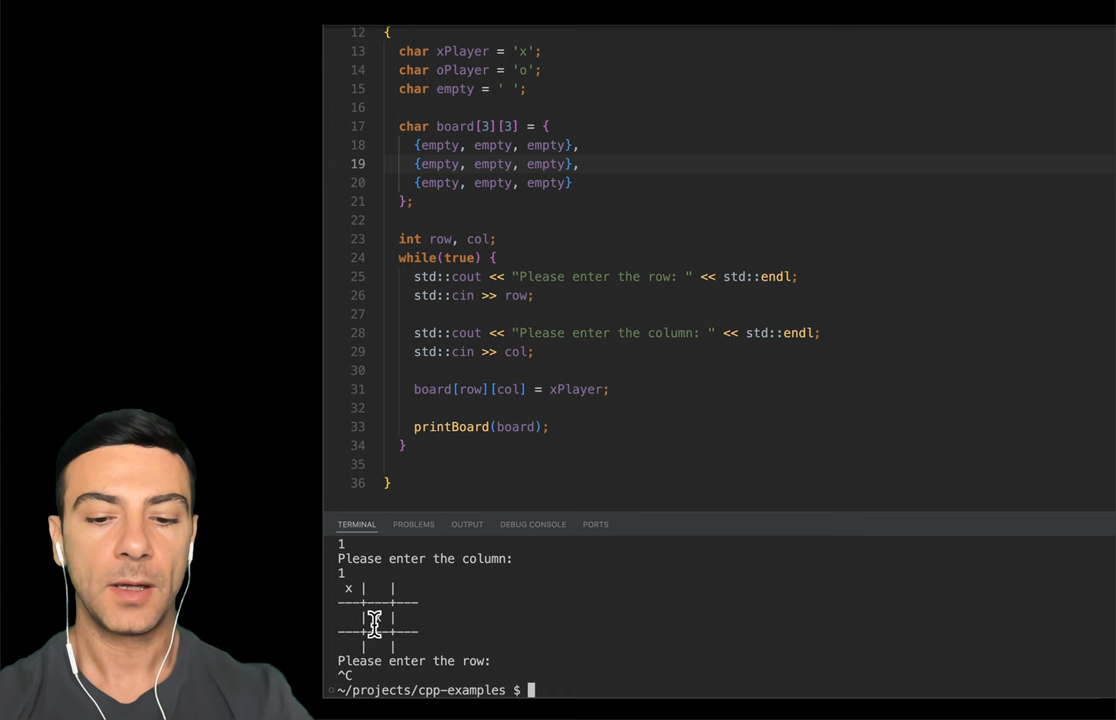 12 {
13 char xPlayer = 'x';
14 char oPlayer = 'o';
15 char empty = ' ';
16
17 char board[3][3] = {
18 {empty, empty, empty},
19 {empty, empty, empty},
20 {empty, empty, empty}
21 };
22
23 int row, col;
24 while(true) {
25 std::cout << "Please enter the row: " << std::endl;
26 std::cin >> row;
27
28 std::cout << "Please enter the column: " << std::endl;
29 std::cin >> col;
30
31 board[row][col] = xPlayer;
32
33 printBoard(board);
34 }
35
36 }
TERMINAL PROBLEMS OUTPUT DEBUG CONSOLE PORTS
1
Please enter the column:
1
 x |   |
---+---+---
   |   |
---+---+---
   |   |
Please enter the row:
^C
~/projects/cpp-examples $